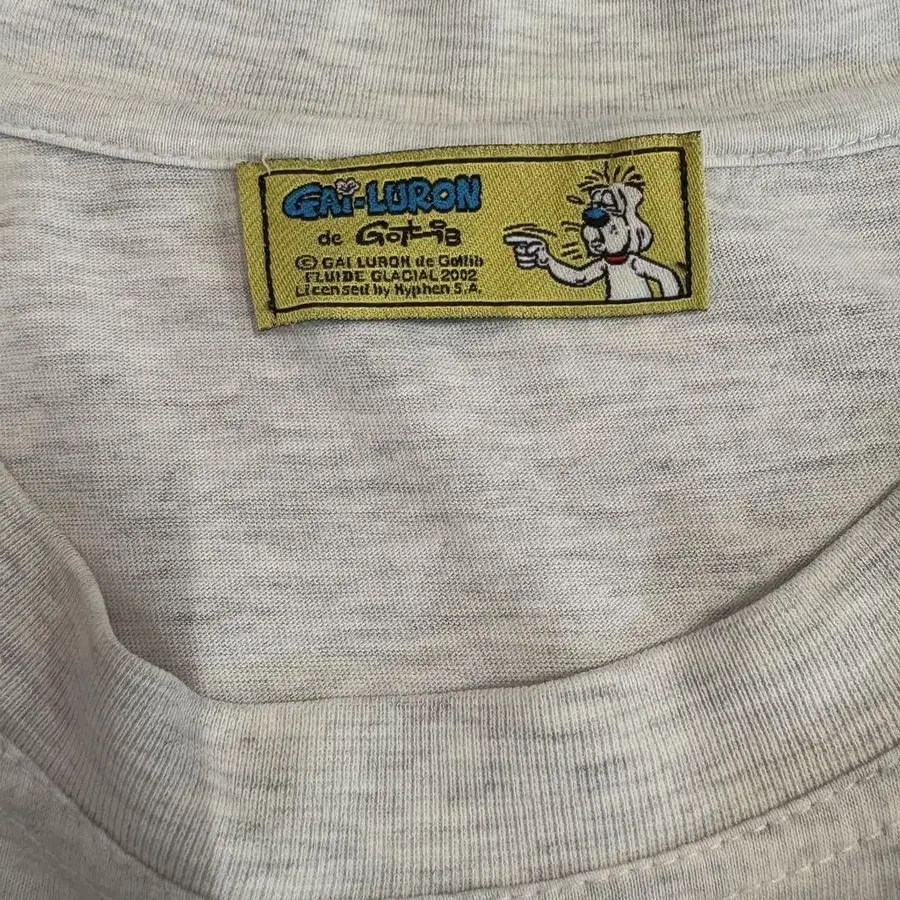 GAI-LURON
de Gotlib
© GAI LURON de Gotlib
FLUIDE GLACIAL 2002
Licensed by Hyphen S.A.